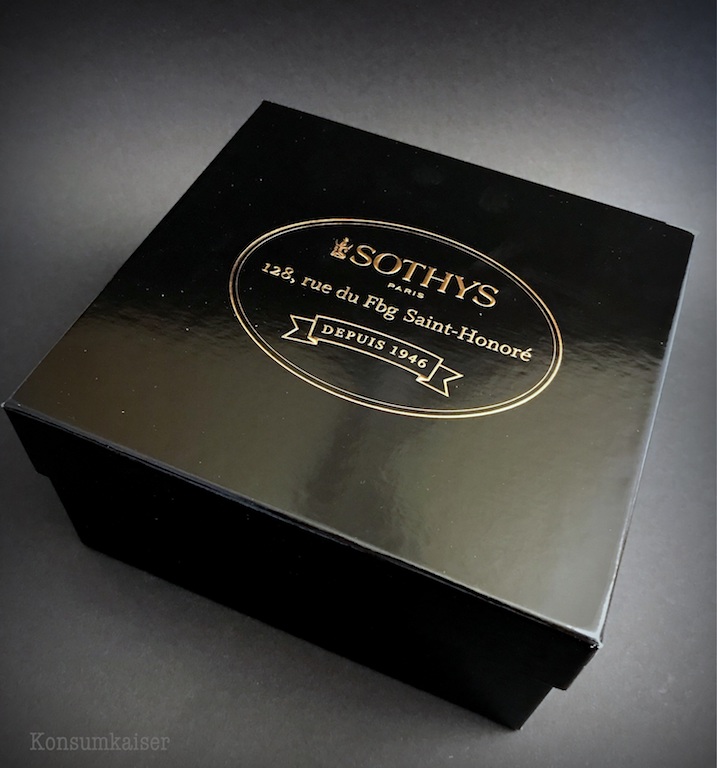 SOTHYS
PARIS
128, rue du Fbg Saint-Honoré
DEPUIS 1946
Konsumkaiser